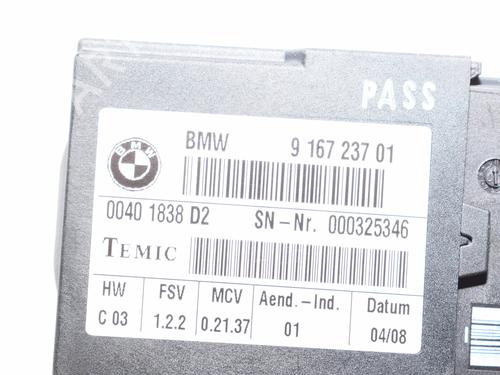 PASS
BMW
BMW 9 167 237 01
0040 1838 D2 SN-Nr. 000325346
TEMIC
HW FSV MCV Aend.-Ind. Datum
C 03 1.2.2 0.21.37 01 04/08